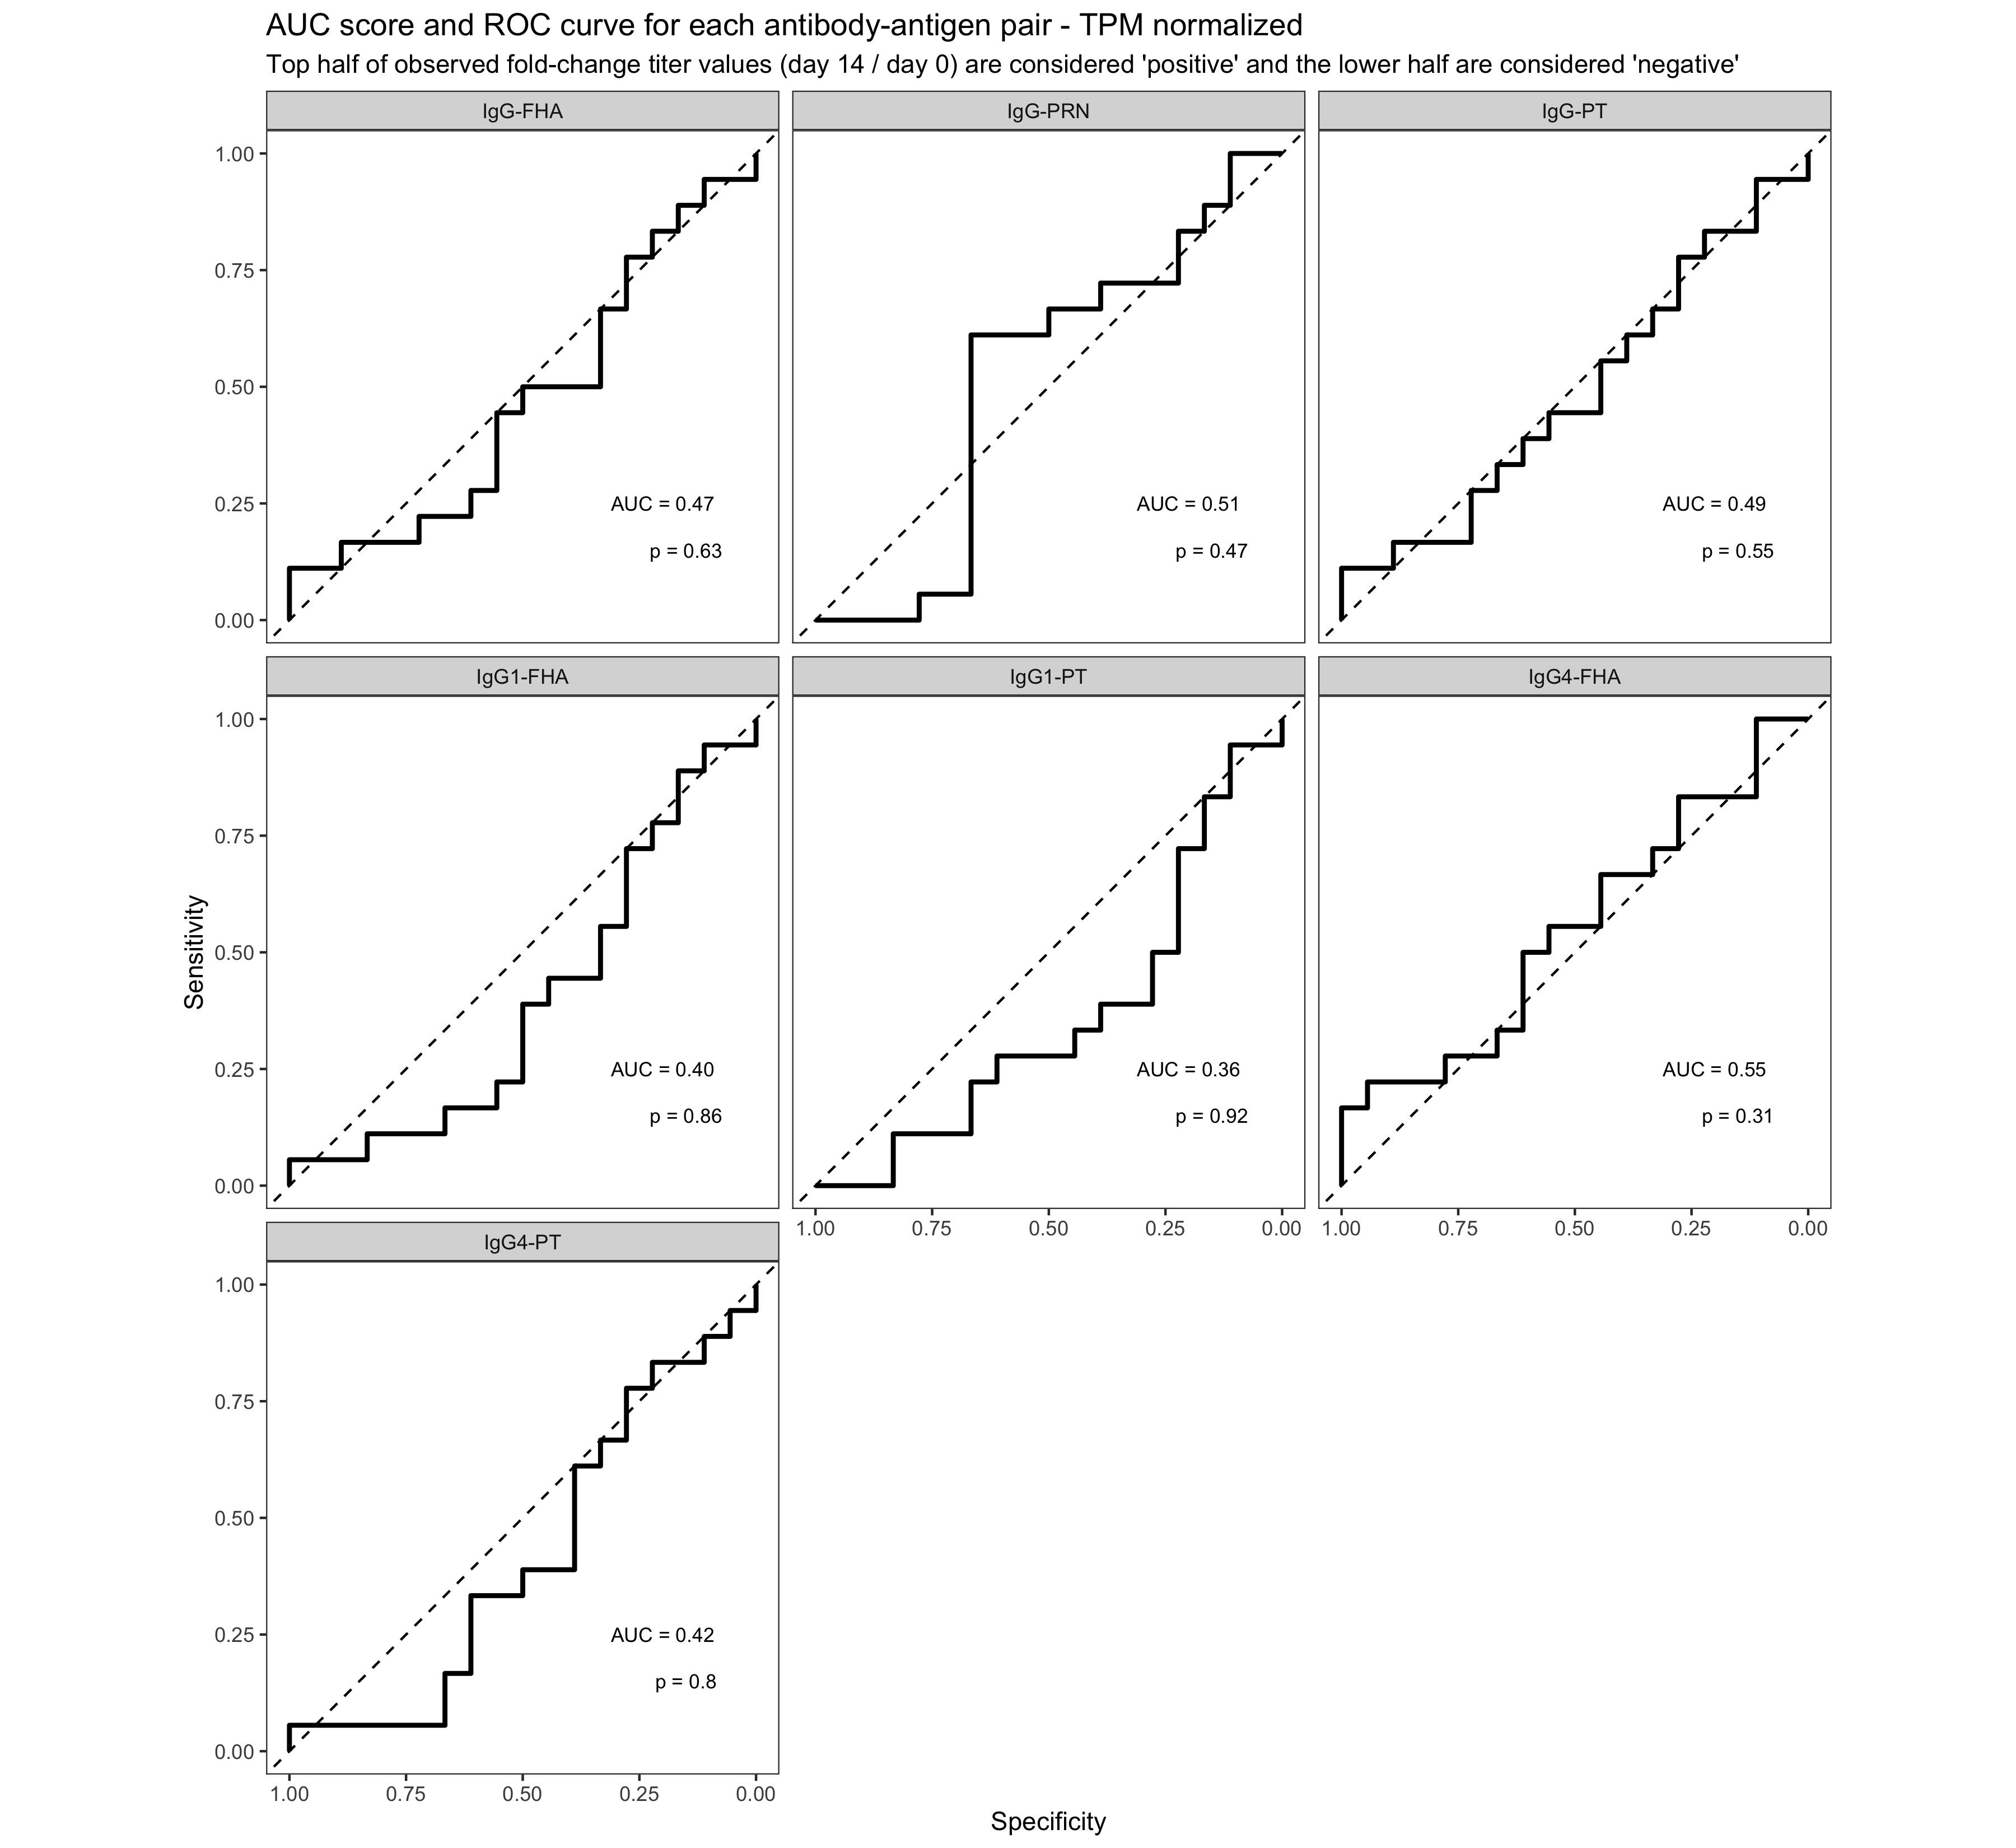 AUC score and ROC curve for each antibody-antigen pair - TPM normalized
Top half of observed fold-change titer values (day 14 / day 0) are considered 'positive' and the lower half are considered 'negative'
IgG-FHA
IgG-PRN
IgG-PT
1.00
0.75
0.50
0.25
0.00
AUC = 0.47
p = 0.63
AUC = 0.51
p = 0.47
AUC = 0.49
p = 0.55
IgG1-FHA
IgG1-PT
IgG4-FHA
Sensitivity
1.00
0.75
0.50
0.25
0.00
AUC = 0.40
p = 0.86
AUC = 0.36
p = 0.92
AUC = 0.55
p = 0.31
1.00 0.75 0.50 0.25 0.00
1.00 0.75 0.50 0.25 0.00
IgG4-PT
1.00
0.75
0.50
0.25
0.00
AUC = 0.42
p = 0.8
1.00 0.75 0.50 0.25 0.00
Specificity